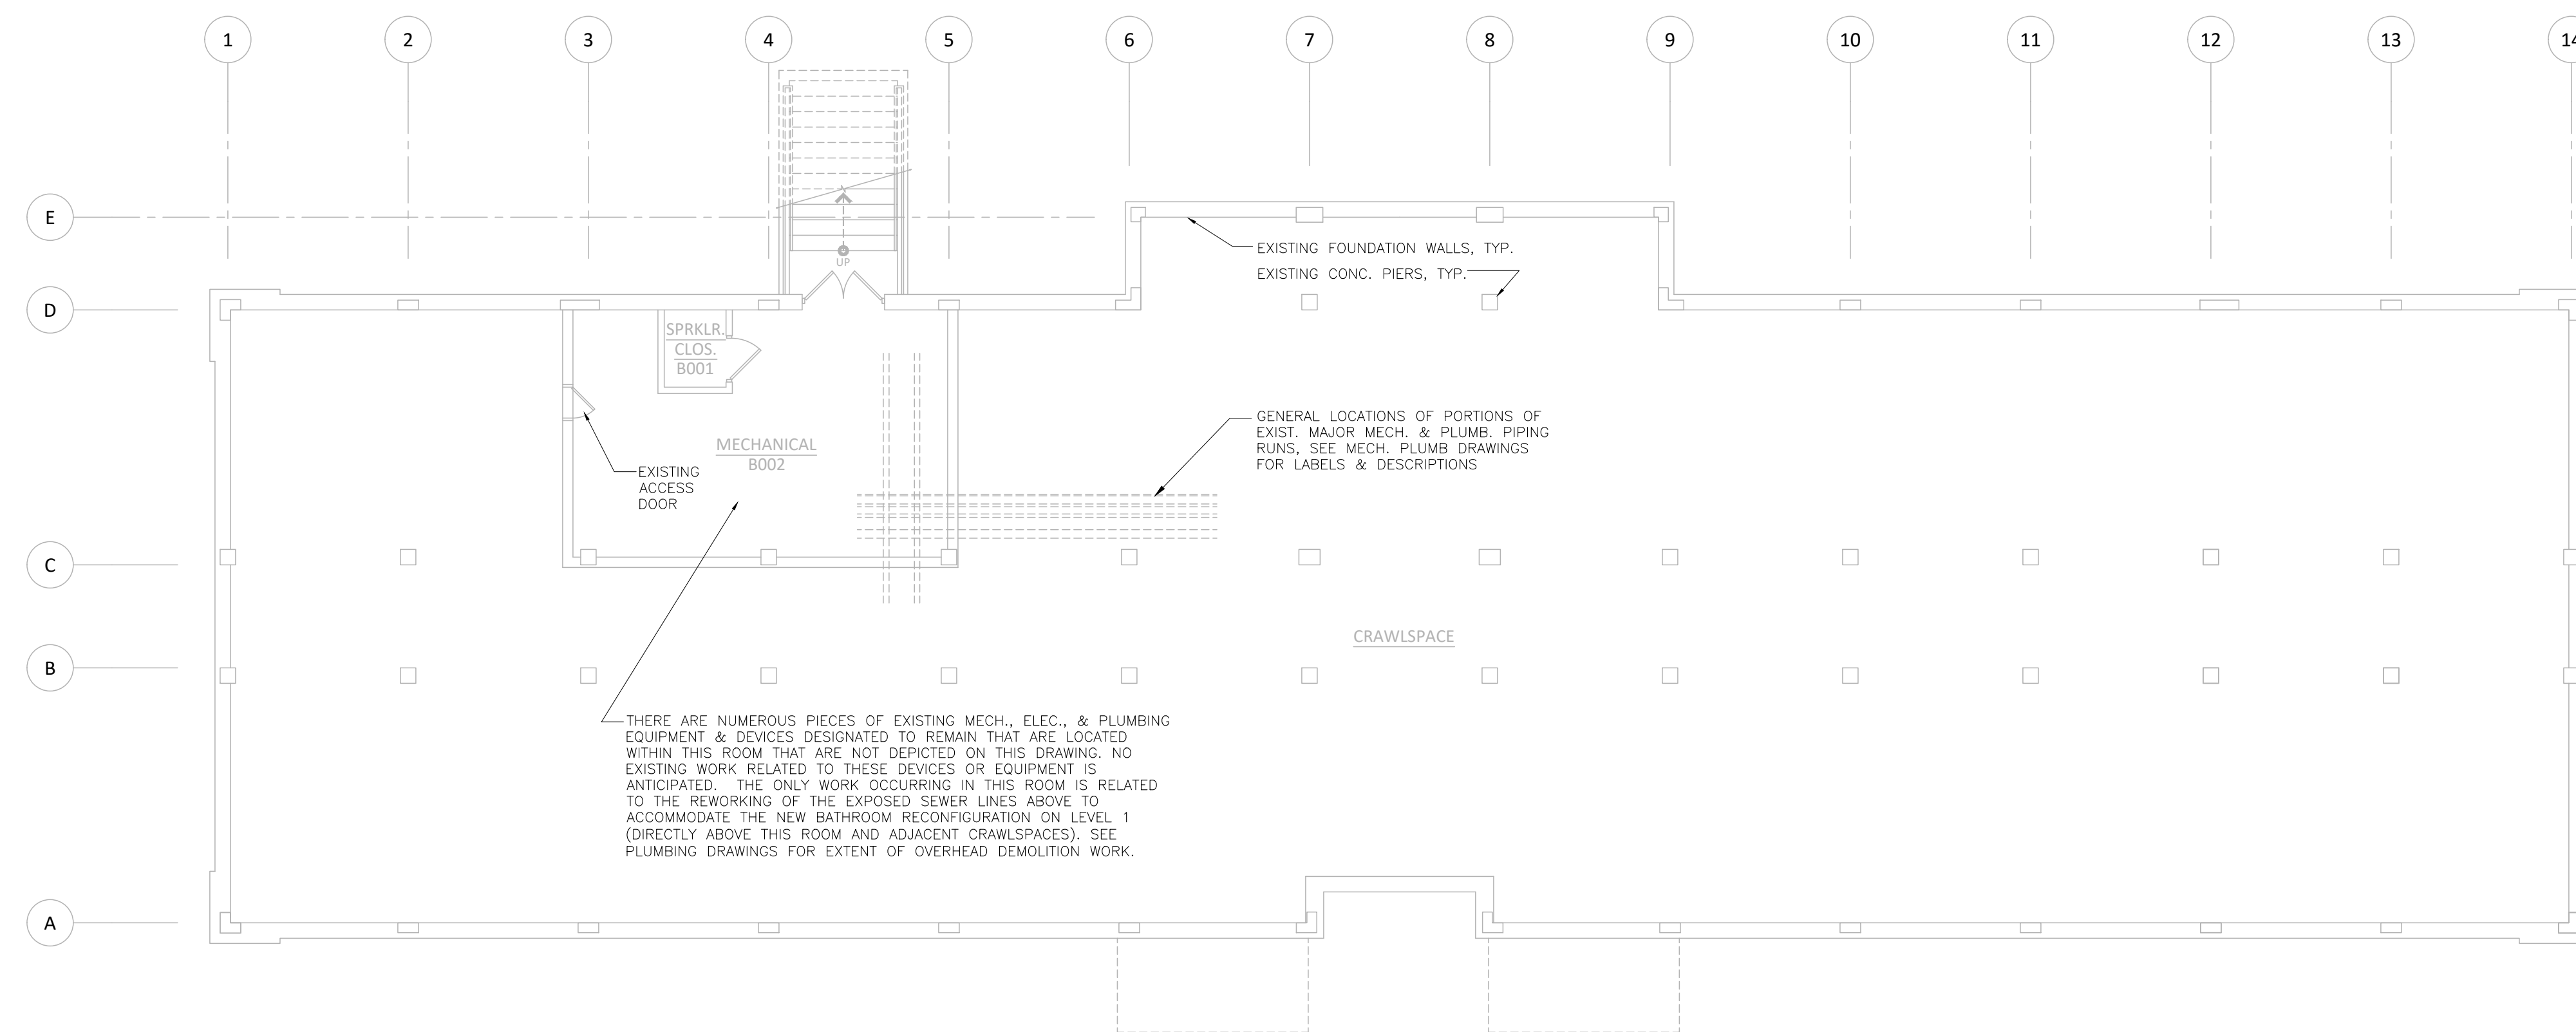 1 2 3 4 5 6 7 8 9 10 11 12 13 14
E
UP
EXISTING FOUNDATION WALLS, TYP.
EXISTING CONC. PIERS, TYP.
D
SPRKLR.
CLOS.
B001
GENERAL LOCATIONS OF PORTIONS OF
EXIST. MAJOR MECH. & PLUMB. PIPING
RUNS, SEE MECH. PLUMB DRAWINGS
FOR LABELS & DESCRIPTIONS
MECHANICAL
B002
EXISTING
ACCESS
DOOR
C
CRAWLSPACE
B
THERE ARE NUMEROUS PIECES OF EXISTING MECH., ELEC., & PLUMBING
EQUIPMENT & DEVICES DESIGNATED TO REMAIN THAT ARE LOCATED
WITHIN THIS ROOM THAT ARE NOT DEPICTED ON THIS DRAWING. NO
EXISTING WORK RELATED TO THESE DEVICES OR EQUIPMENT IS
ANTICIPATED. THE ONLY WORK OCCURRING IN THIS ROOM IS RELATED
TO THE REWORKING OF THE EXPOSED SEWER LINES ABOVE TO
ACCOMMODATE THE NEW BATHROOM RECONFIGURATION ON LEVEL 1
(DIRECTLY ABOVE THIS ROOM AND ADJACENT CRAWLSPACES). SEE
PLUMBING DRAWINGS FOR EXTENT OF OVERHEAD DEMOLITION WORK.
A